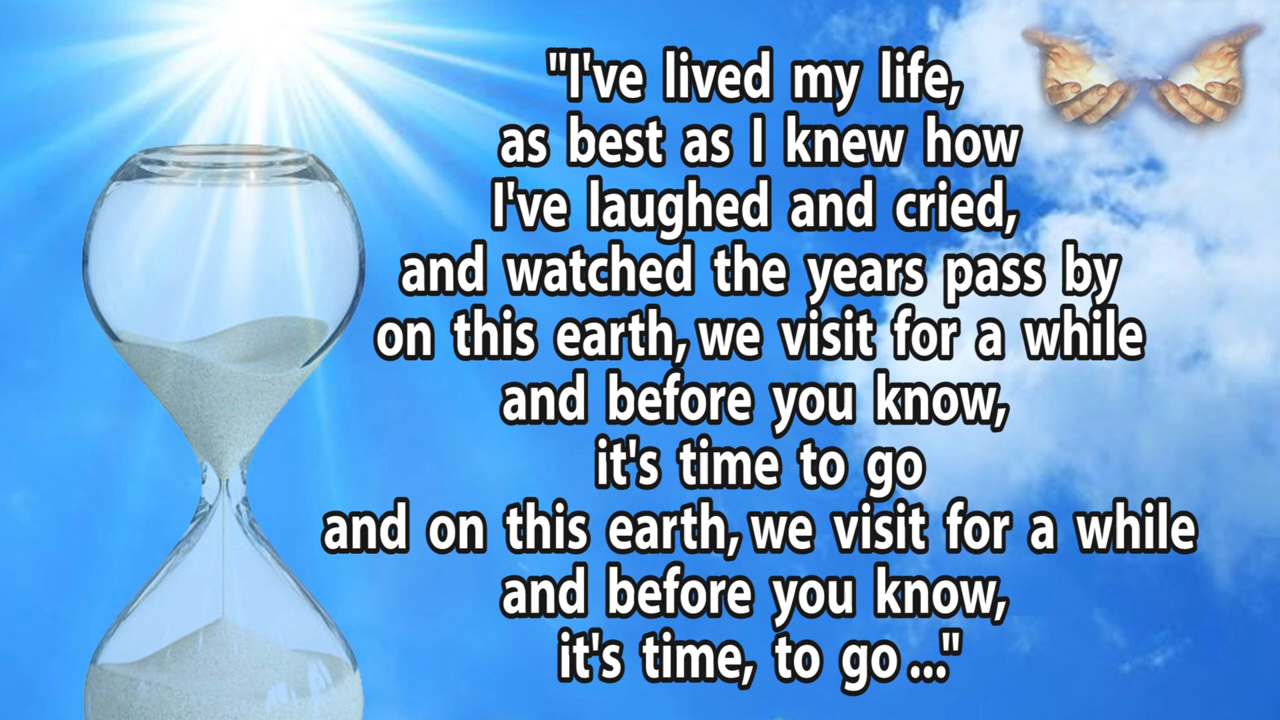 "I've lived my life,
as best as I knew how
I've laughed and cried,
and watched the years pass by
on this earth, we visit for a while
and before you know,
it's time to go
and on this earth, we visit for a while
and before you know,
it's time, to go ..."